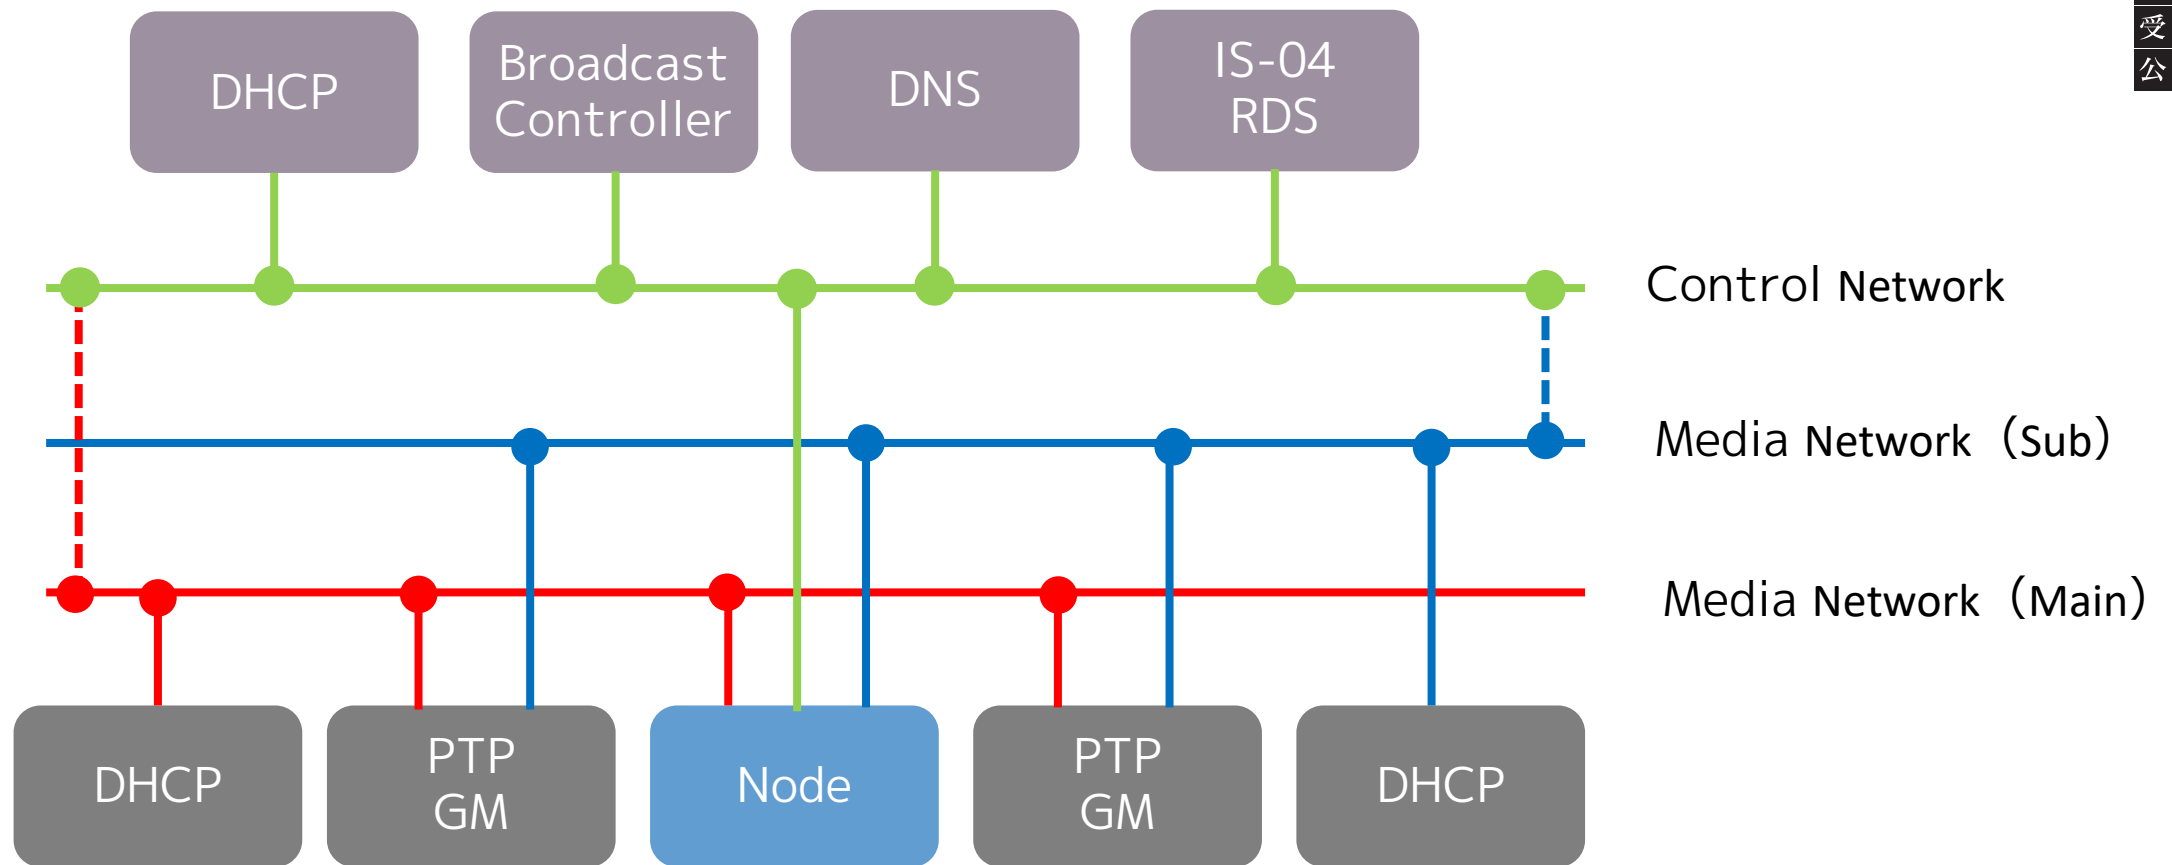 受
公
DHCP
Broadcast
Controller
DNS
IS-04
RDS
Control Network
Media Network（Sub）
Media Network（Main）
DHCP
PTP
GM
Node
PTP
GM
DHCP